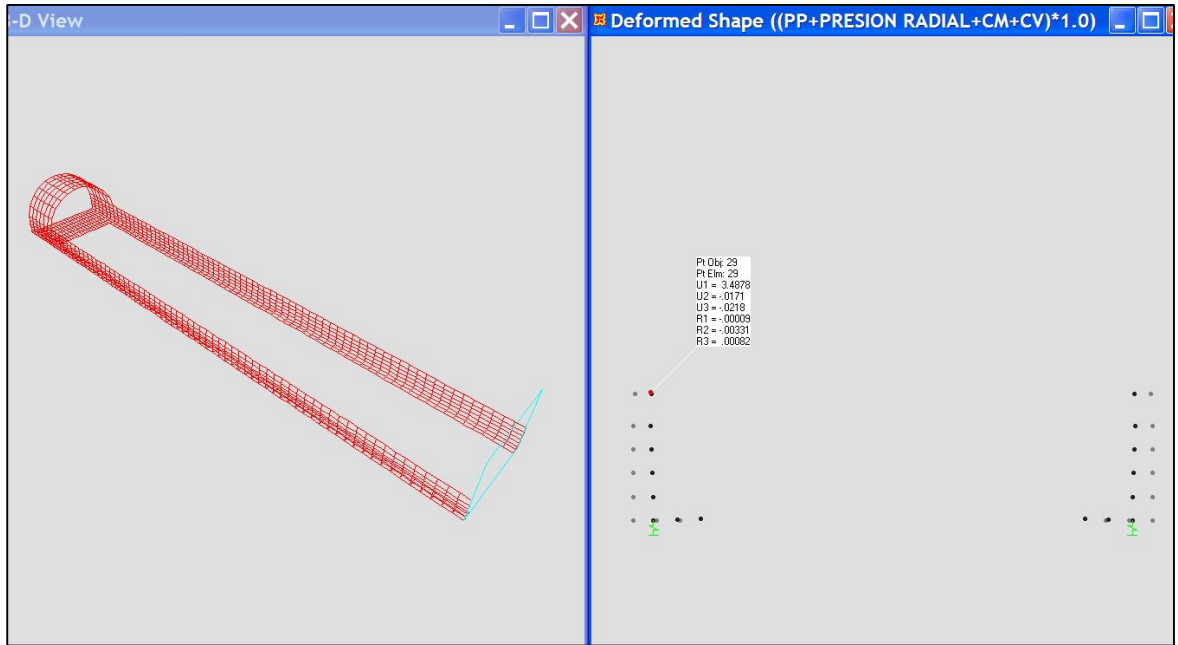 -D View
Deformed Shape ((PP+PRESION RADIAL+CM+CV)*1.0)
Pt Obj: 29
Pt Elm: 29
U1 = 3.4878
U2 = -.0171
U3 = -.0218
R1 = -.00009
R2 = -.00331
R3 = .00082